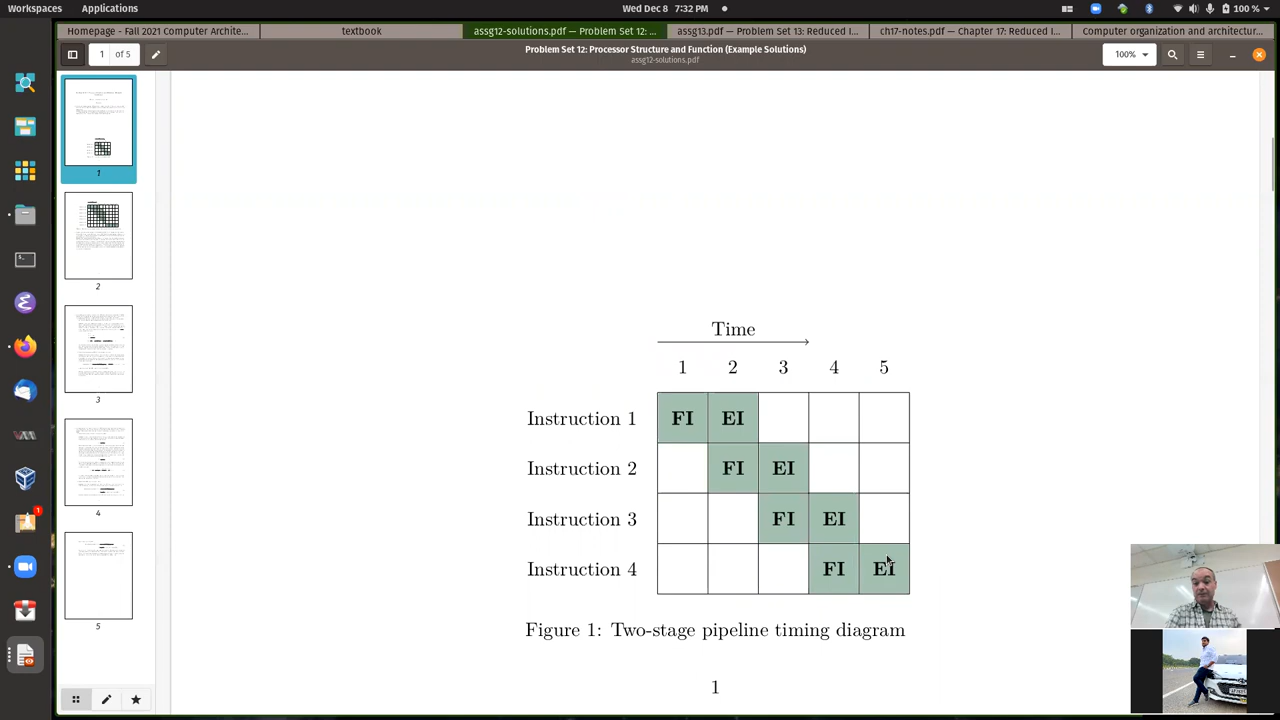 Workspaces Applications Wed Dec 8 7:32 PM 100 %
Homepage - Fall 2021 Computer Archite... textbook assg12-solutions.pdf — Problem Set 12: ... assg13.pdf — Problem Set 13: Reduced I... ch17-notes.pdf — Chapter 17: Reduced I... Computer organization and architectur...
1 of 5 Problem Set 12: Processor Structure and Function (Example Solutions) 100%
assg12-solutions.pdf
1
2
3
4
5
Time
1 2 3 4 5
Instruction 1 FI EI
Instruction 2 FI EI
Instruction 3 FI EI
Instruction 4 FI EI
Figure 1: Two-stage pipeline timing diagram
1
1